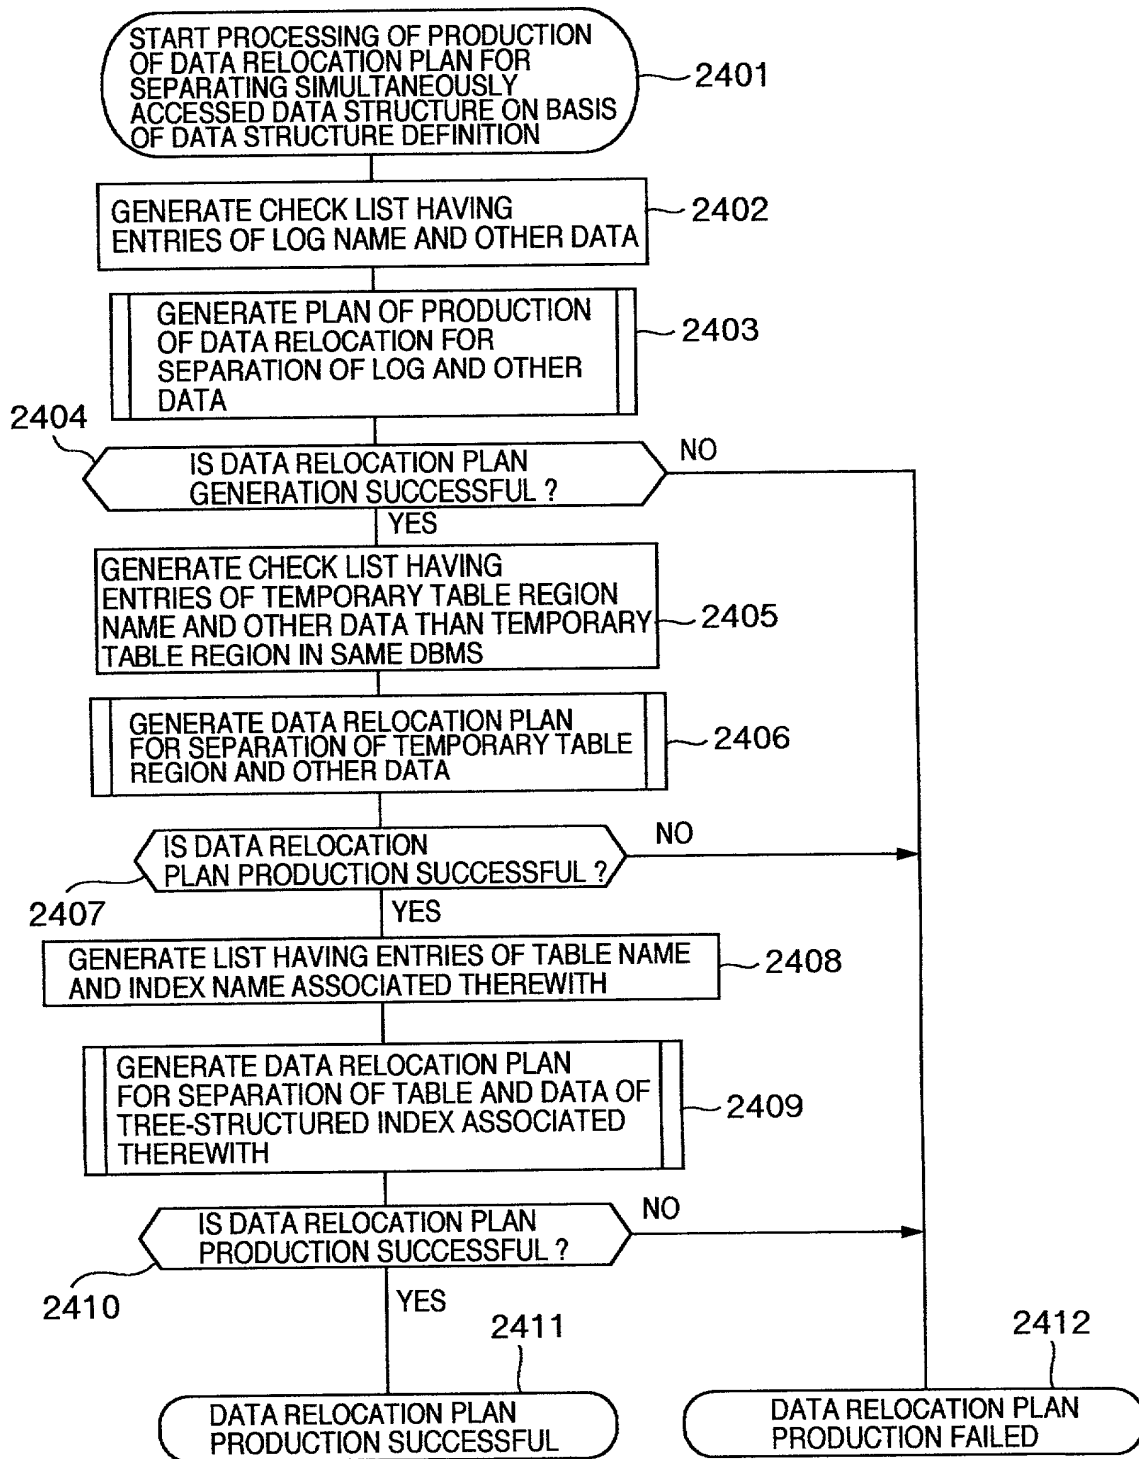 START PROCESSING OF PRODUCTION
OF DATA RELOCATION PLAN FOR
SEPARATING SIMULTANEOUSLY
ACCESSED DATA STRUCTURE ON BASIS
OF DATA STRUCTURE DEFINITION
2401
GENERATE CHECK LIST HAVING
ENTRIES OF LOG NAME AND OTHER DATA
2402
GENERATE PLAN OF PRODUCTION
OF DATA RELOCATION FOR
SEPARATION OF LOG AND OTHER
DATA
2403
2404
IS DATA RELOCATION PLAN
GENERATION SUCCESSFUL ?
NO
YES
GENERATE CHECK LIST HAVING
ENTRIES OF TEMPORARY TABLE REGION
NAME AND OTHER DATA THAN TEMPORARY
TABLE REGION IN SAME DBMS
2405
GENERATE DATA RELOCATION PLAN
FOR SEPARATION OF TEMPORARY TABLE
REGION AND OTHER DATA
2406
IS DATA RELOCATION
PLAN PRODUCTION SUCCESSFUL ?
NO
2407
YES
GENERATE LIST HAVING ENTRIES OF TABLE NAME
AND INDEX NAME ASSOCIATED THEREWITH
2408
GENERATE DATA RELOCATION PLAN
FOR SEPARATION OF TABLE AND DATA OF
TREE-STRUCTURED INDEX ASSOCIATED
THEREWITH
2409
IS DATA RELOCATION PLAN
PRODUCTION SUCCESSFUL ?
NO
2410
YES
2411
DATA RELOCATION PLAN
PRODUCTION SUCCESSFUL
2412
DATA RELOCATION PLAN
PRODUCTION FAILED